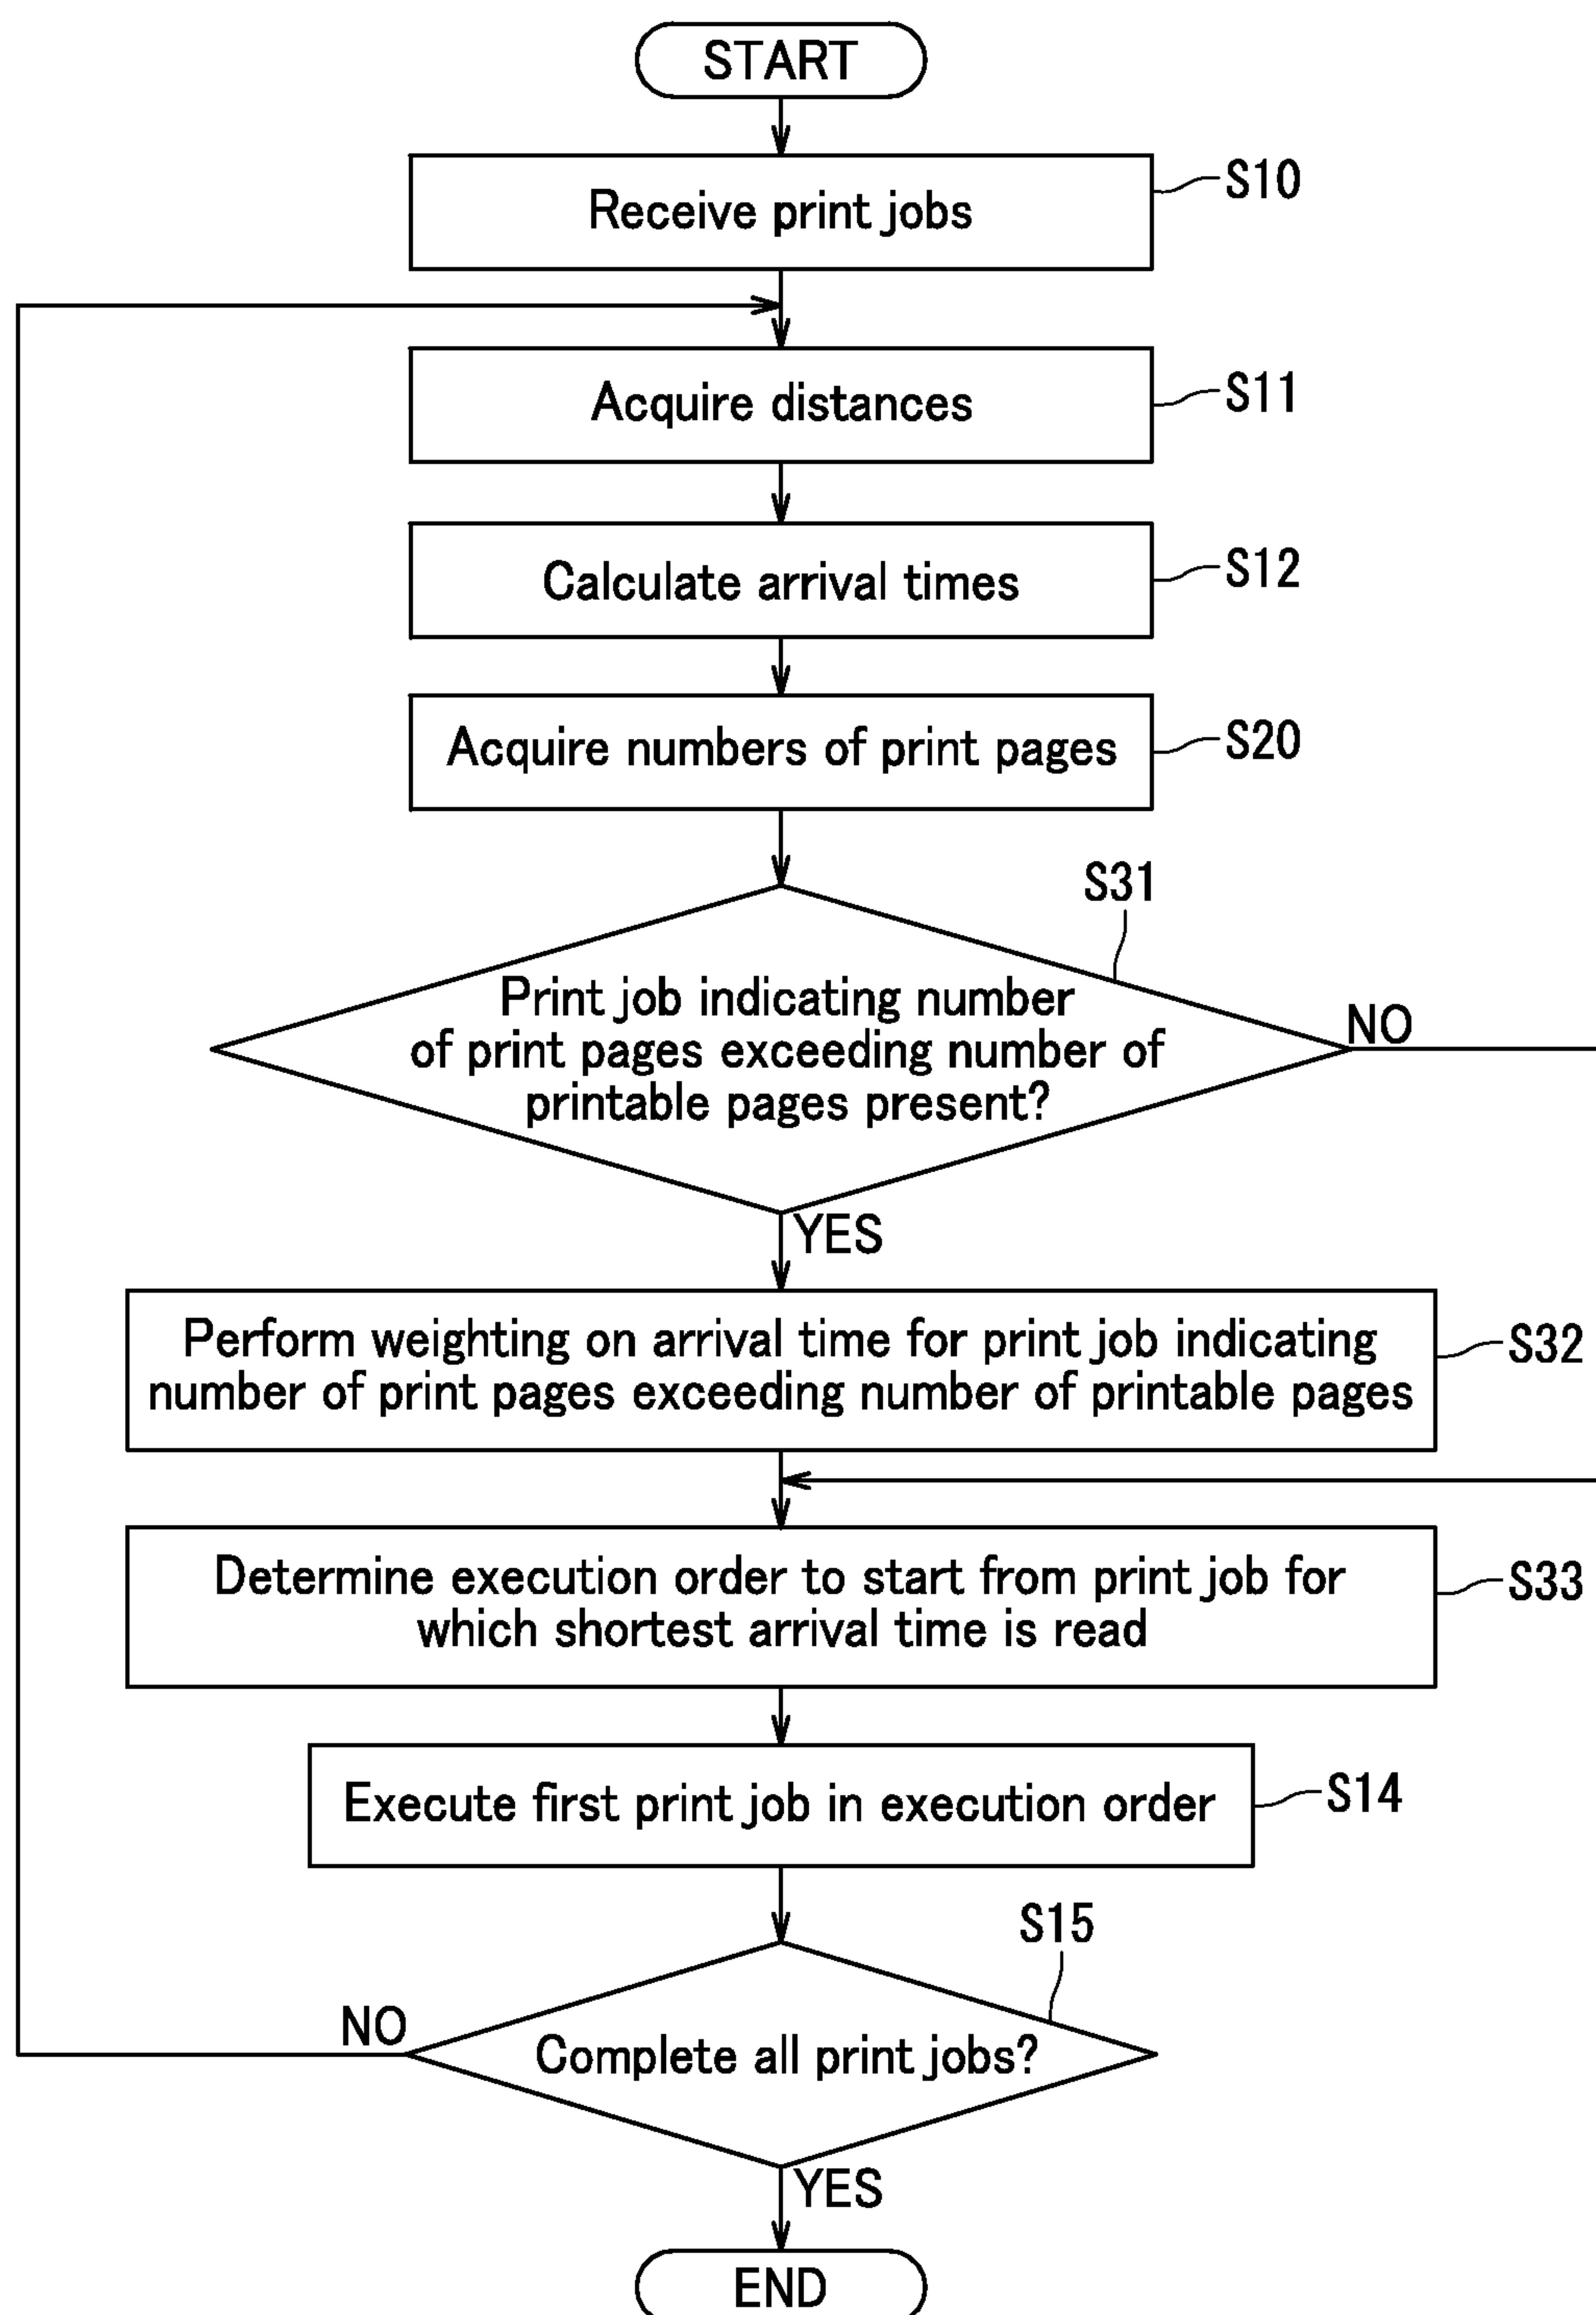 START
Receive print jobs
S10
Acquire distances
S11
Calculate arrival times
S12
Acquire numbers of print pages
S20
S31
Print job indicating number
of print pages exceeding number of
printable pages present?
NO
YES
Perform weighting on arrival time for print job indicating
number of print pages exceeding number of printable pages
S32
Determine execution order to start from print job for
which shortest arrival time is read
S33
Execute first print job in execution order
S14
S15
NO
Complete all print jobs?
YES
END